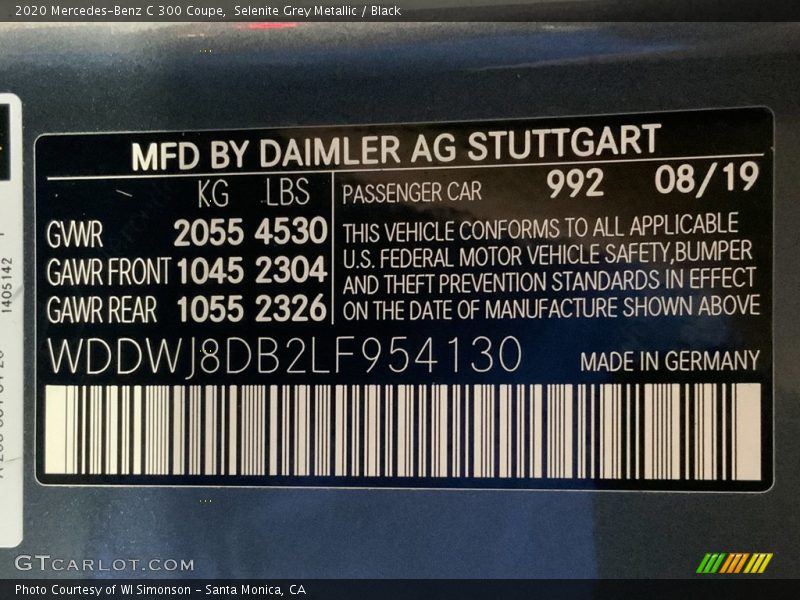 2020 Mercedes-Benz C 300 Coupe,  Selenite Grey Metallic / Black
MFD BY DAIMLER AG STUTTGART
KG LBS
GWR 2055 4530
GAWR FRONT 1045 2304
GAWR REAR 1055 2326
PASSENGER CAR 992 08/19
THIS VEHICLE CONFORMS TO ALL APPLICABLE
U.S. FEDERAL MOTOR VEHICLE SAFETY,BUMPER
AND THEFT PREVENTION STANDARDS IN EFFECT
ON THE DATE OF MANUFACTURE SHOWN ABOVE
WDDWJ8DB2LF954130
MADE IN GERMANY
1405142
GTCARLOT.COM
Photo Courtesy of WI Simonson - Santa Monica, CA